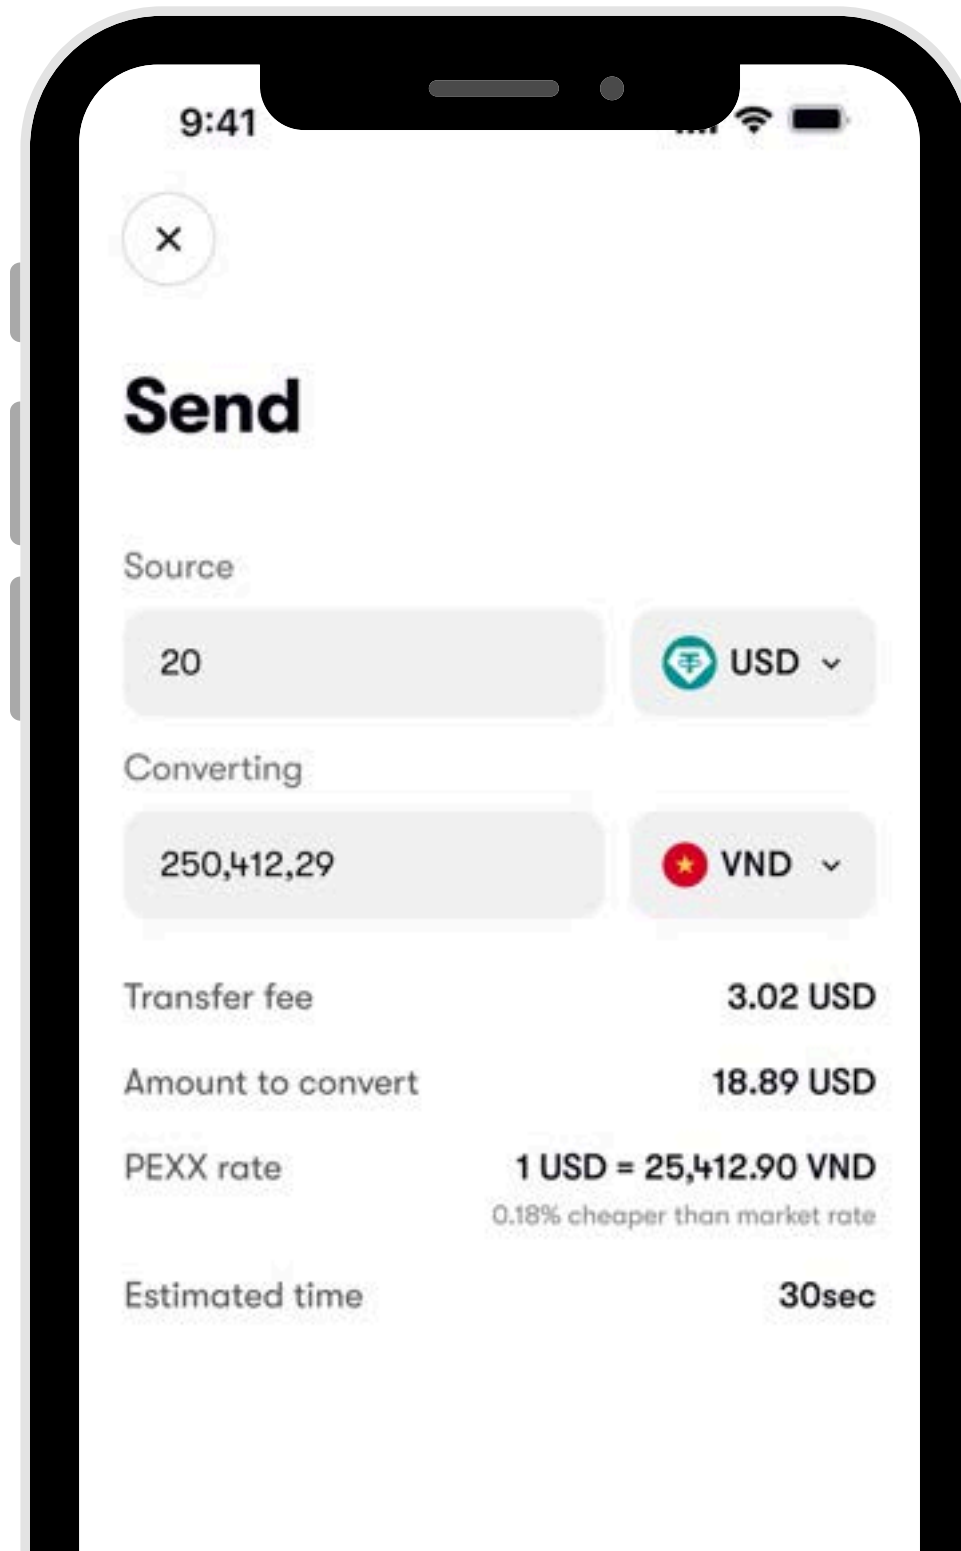 9:41
Send
Source
20 USD
Converting
250,412,29 VND
Transfer fee 3.02 USD
Amount to convert 18.89 USD
PEXX rate 1 USD = 25,412.90 VND
0.18% cheaper than market rate
Estimated time 30sec